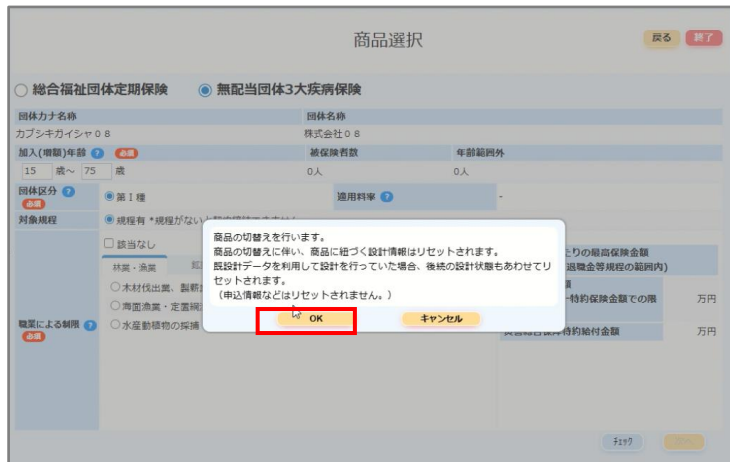 商品選択
戻る 終了
総合福祉団体定期保険 無配当団体3大疾病保険
団体カナ名称 団体名称
カブシキガイシャ０８ 株式会社０８
加入(増額)年齢 ? 必須 被保険者数 年齢範囲外
15 歳～ 75 歳 0人 0人
団体区分 ? 必須 第Ⅰ種 適用料率 ? -
対象規程 規程有 *規程がない
該当なし
商品の切替えを行います。
商品の切替えに伴い、商品に紐づく設計情報はリセットされます。
既設計データを利用して設計を行っていた場合、後続の設計状態もあわせてリ
セットされます。
（申込情報などはリセットされません。）
OK キャンセル
たりの最高保険金額
退職金等規程の範囲内)
林業・漁業
木材伐出業、製薪
特約保険金額での限 万円
海面漁業・定置網
職業による制限 ? 必須 水産動植物の採捕
特約給付金額 万円
チェック